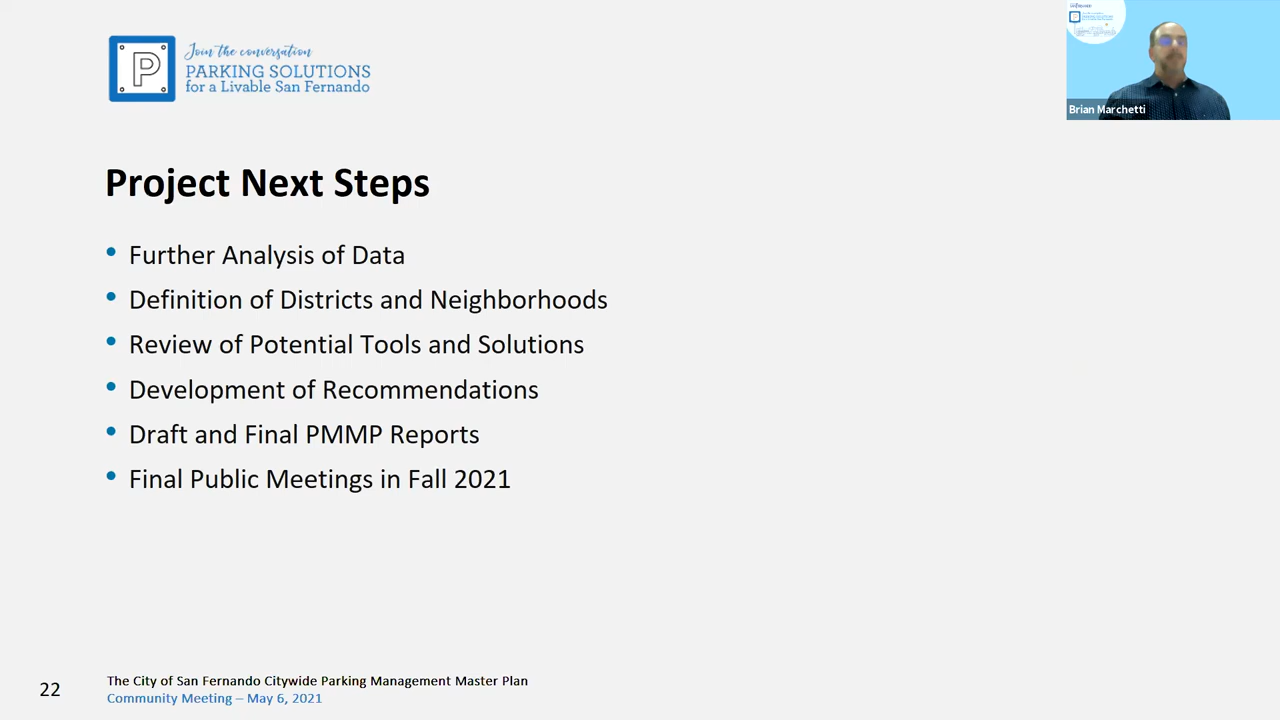 Join the conversation
PARKING SOLUTIONS
for a Livable San Fernando
P
Brian Marchetti
Project Next Steps
• Further Analysis of Data
• Definition of Districts and Neighborhoods
• Review of Potential Tools and Solutions
• Development of Recommendations
• Draft and Final PMMP Reports
• Final Public Meetings in Fall 2021
22
The City of San Fernando Citywide Parking Management Master Plan
Community Meeting – May 6, 2021